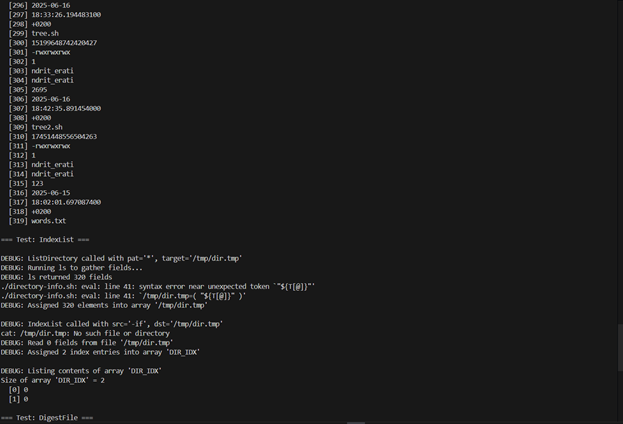 [296] 2025-06-16
[297] 18:33:26.194483100
[298] +0200
[299] tree.sh
[300] 15199648742420427
[301] -rwxrwxrwx
[302] 1
[303] ndrit_erati
[304] ndrit_erati
[305] 2695
[306] 2025-06-16
[307] 18:42:35.891454000
[308] +0200
[309] tree2.sh
[310] 17451448556504263
[311] -rwxrwxrwx
[312] 1
[313] ndrit_erati
[314] ndrit_erati
[315] 123
[316] 2025-06-15
[317] 18:02:01.697087400
[318] +0200
[319] words.txt
=== Test: IndexList ===
DEBUG: ListDirectory called with pat='*', target='/tmp/dir.tmp'
DEBUG: Running ls to gather fields...
DEBUG: ls returned 320 fields
./directory-info.sh: eval: line 41: syntax error near unexpected token `"${T[@]}"'
./directory-info.sh: eval: line 41: `/tmp/dir.tmp=( "${T[@]}" )'
DEBUG: Assigned 320 elements into array '/tmp/dir.tmp'
DEBUG: IndexList called with src='-if', dst='/tmp/dir.tmp'
cat: /tmp/dir.tmp: No such file or directory
DEBUG: Read 0 fields from file '/tmp/dir.tmp'
DEBUG: Assigned 2 index entries into array 'DIR_IDX'
DEBUG: Listing contents of array 'DIR_IDX'
Size of array 'DIR_IDX' = 2
[0] 0
[1] 0
=== Test: DigestFile ===